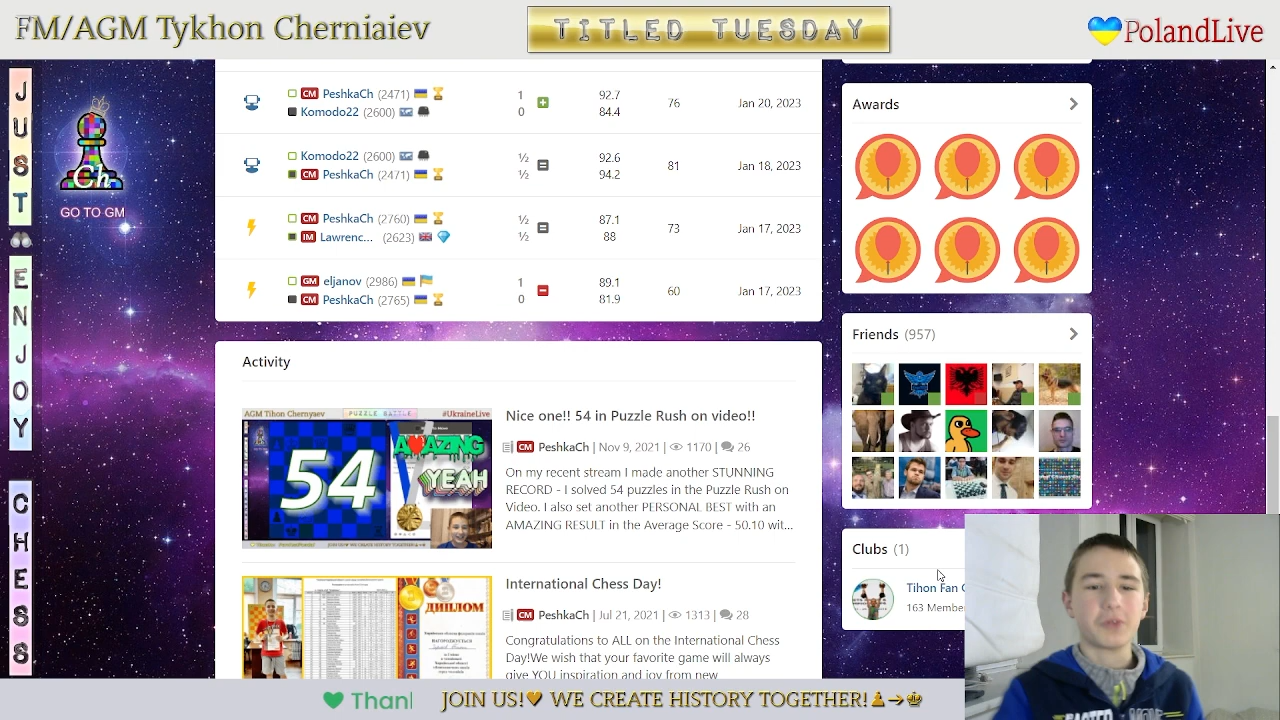 FM/AGM Tykhon Cherniaiev
TITLED TUESDAY
PolandLive
JUST
ENJOY
CHESS
Ch
GO TO GM
CM PeshkaCh (2471) 1 92.7 76 Jan 20, 2023
Komodo22 (2600) 0 84.4
Komodo22 (2600) ½ 92.6 81 Jan 18, 2023
CM PeshkaCh (2471) ½ 94.2
CM PeshkaCh (2760) ½ 87.1 73 Jan 17, 2023
IM Lawrenc... (2623) ½ 88
GM eljanov (2986) 1 89.1 60 Jan 17, 2023
CM PeshkaCh (2765) 0 81.9
Activity
AGM Tihon Chernyaev PUZZLE BATTLE #UkraineLive
54
AMAZING
YEAH
Nice one!! 54 in Puzzle Rush on video!!
CM PeshkaCh | Nov 9, 2021 | 1170 | 26
On my recent stream I made another STUNNING
54 score - I solved 54 puzzles in the Puzzle Rush
Video. I also set another PERSONAL BEST with an
AMAZING RESULT in the Average Score - 50.10 wi...
ДИПЛОМ
International Chess Day!
CM PeshkaCh | Jul 21, 2021 | 1313 | 28
Congratulations to ALL on the International Chess
Day!We wish that your favorite game will always
give YOU inspiration and joy from new
Awards
Friends (957)
Clubs (1)
Tihon Fan C
163 Membe
Thanl
JOIN US! WE CREATE HISTORY TOGETHER!